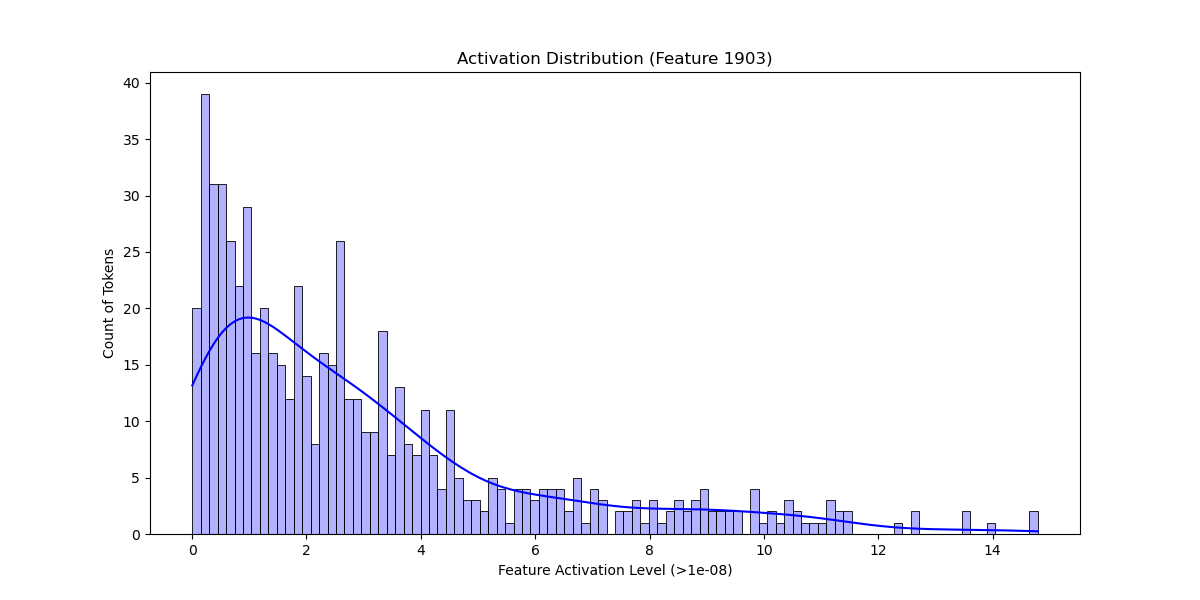 Activation Distribution (Feature 1903)
40
35
30
25
20
15
10
5
0
Count of Tokens
0 2 4 6 8 10 12 14
Feature Activation Level (>1e-08)